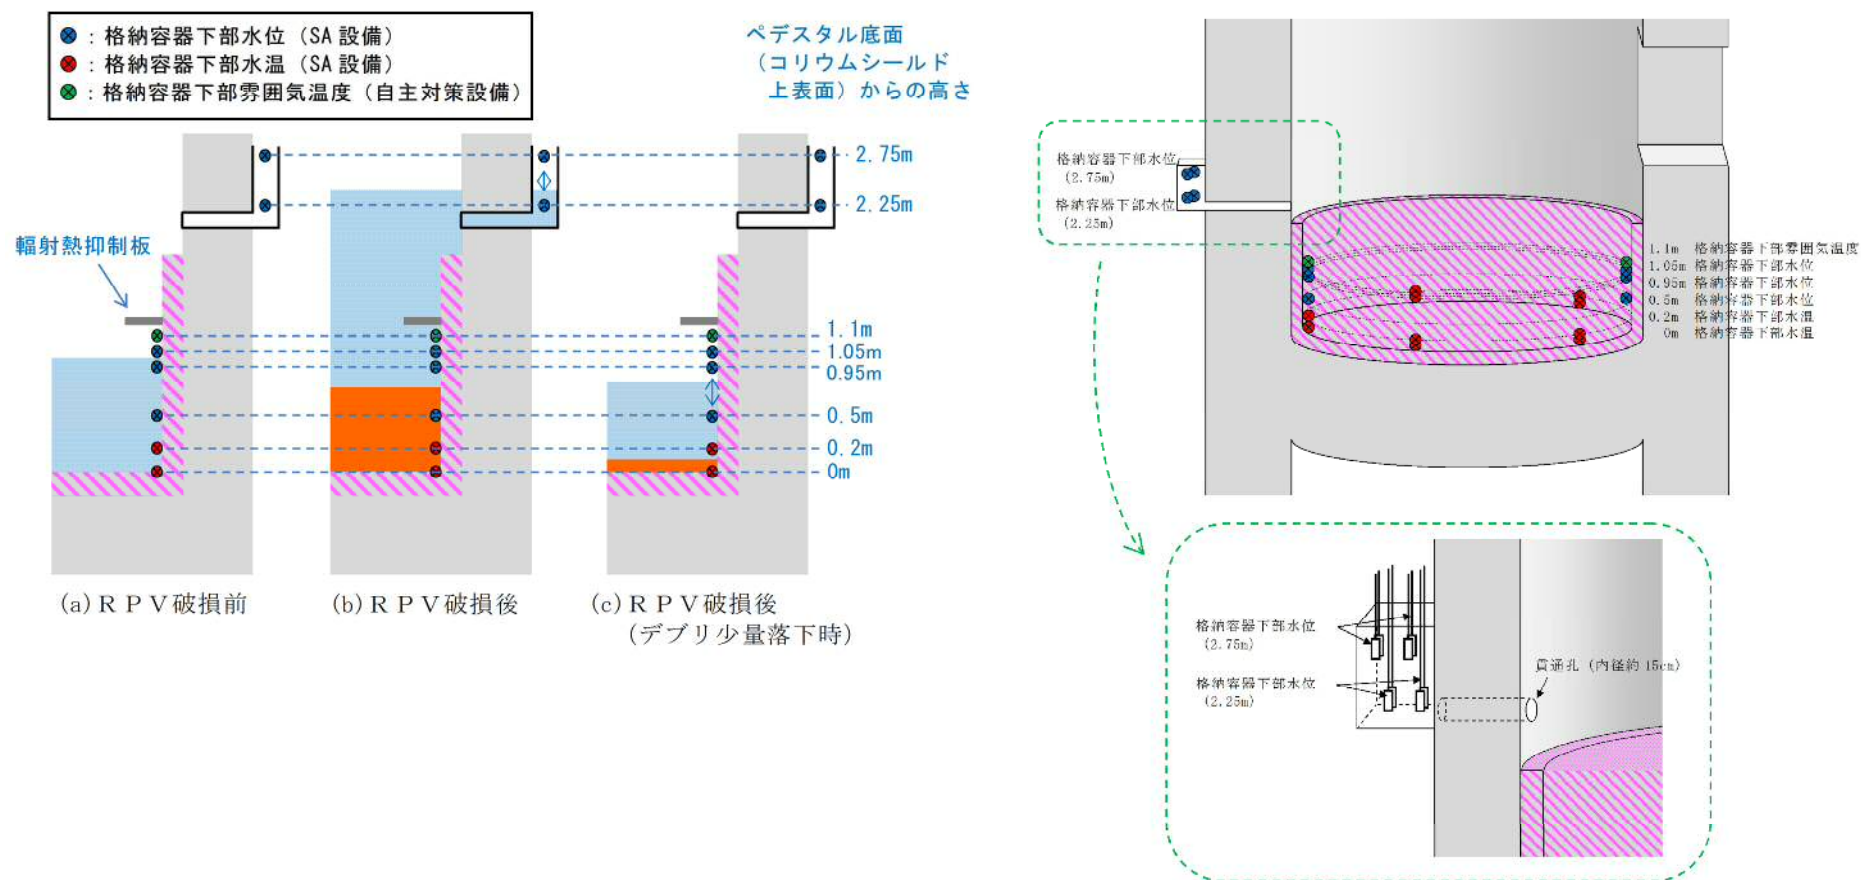 ：格納容器下部水位（SA 設備）
：格納容器下部水温（SA 設備）
：格納容器下部雰囲気温度（自主対策設備）
ペデスタル底面
（コリウムシールド
上表面）からの高さ
2.75m
2.25m
輻射熱抑制板
1.1m
1.05m
0.95m
0.5m
0.2m
0m
(a)ＲＰＶ破損前
(b)ＲＰＶ破損後
(c)ＲＰＶ破損後
（デブリ少量落下時）
格納容器下部水位
(2.75m)
格納容器下部水位
(2.25m)
1.1m 格納容器下部雰囲気温度
1.05m 格納容器下部水位
0.95m 格納容器下部水位
0.5m 格納容器下部水位
0.2m 格納容器下部水温
0m 格納容器下部水温
格納容器下部水位
(2.75m)
格納容器下部水位
(2.25m)
貫通孔（内径約15cm）